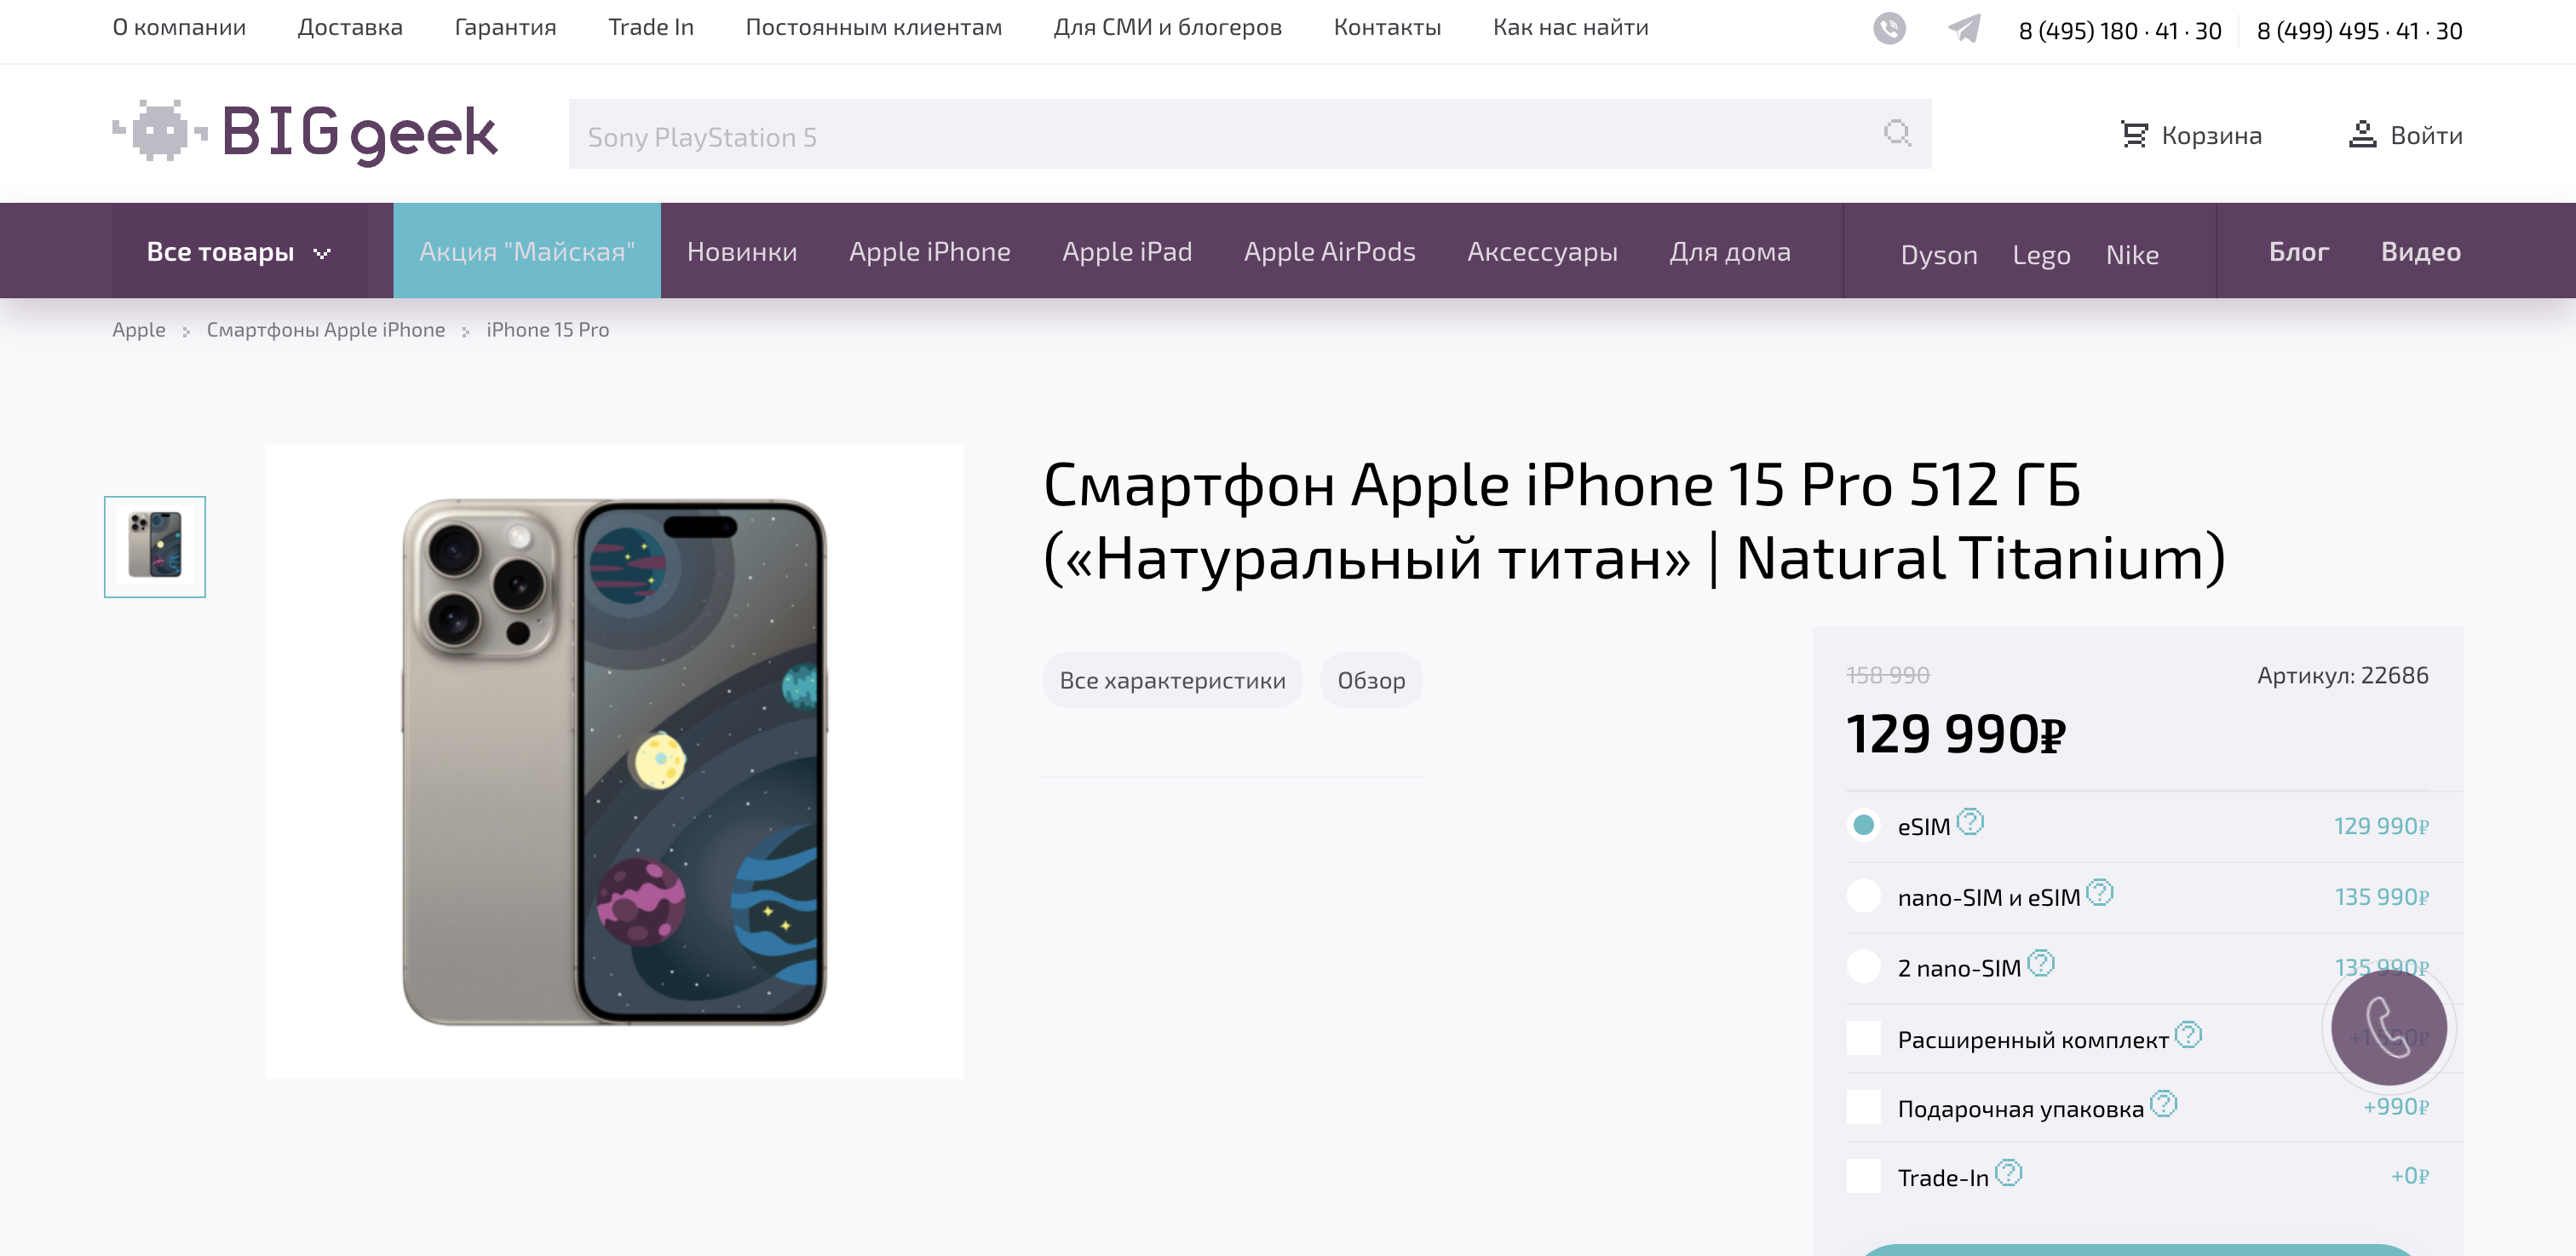 О компании Доставка Гарантия Trade In Постоянным клиентам Для СМИ и блогеров Контакты Как нас найти 8 (495) 180 · 41 · 30 8 (499) 495 · 41 · 30
BIG geek Sony PlayStation 5 Корзина Войти
Все товары Акция "Майская" Новинки Apple iPhone Apple iPad Apple AirPods Аксессуары Для дома Dyson Lego Nike Блог Видео
Apple Смартфоны Apple iPhone iPhone 15 Pro
Смартфон Apple iPhone 15 Pro 512 ГБ
(«Натуральный титан» | Natural Titanium)
Все характеристики Обзор
158 990 Артикул: 22686
129 990₽
eSIM 129 990₽
nano-SIM и eSIM 135 990₽
2 nano-SIM 135 990₽
Расширенный комплект
Подарочная упаковка +990₽
Trade-In +0₽